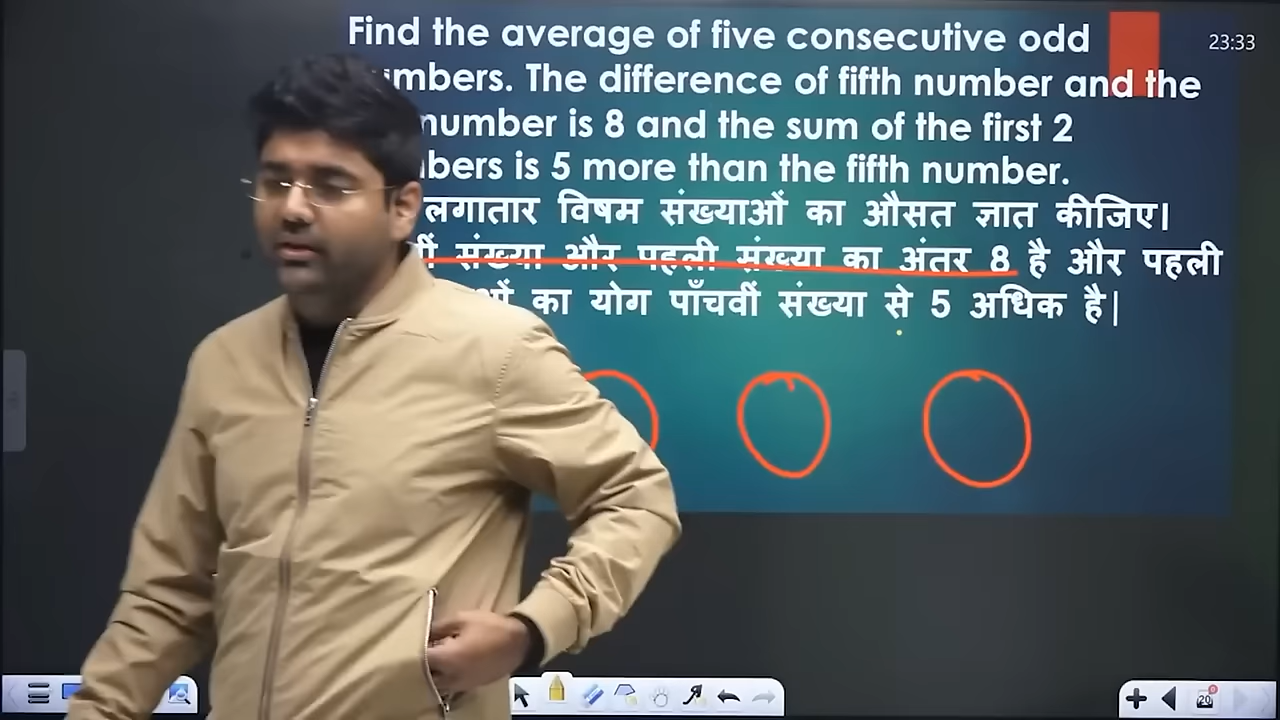 Find the average of five consecutive odd
23:33
The difference of fifth number and the
number is 8 and the sum of the first 2
is 5 more than the fifth number.
लगातार विषम संख्याओं का औसत ज्ञात कीजिए।
संख्या और पहली संख्या का अंतर 8 है और पहली
का योग पाँचवीं संख्या से 5 अधिक है|
20